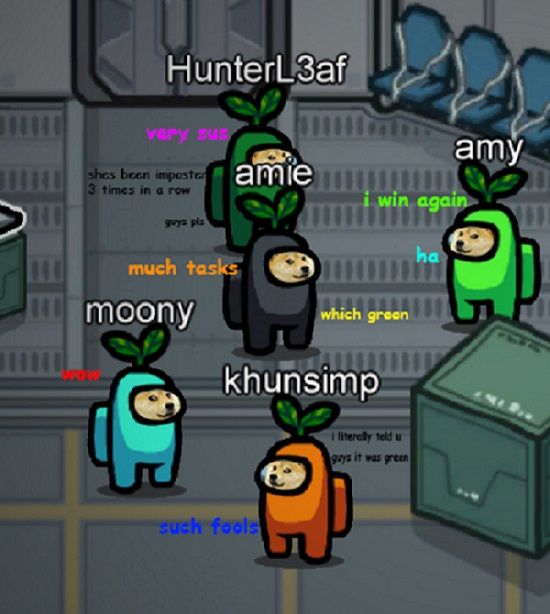 HunterL3af
very sus
amie
amy
shes been imposter
3 times in a row
i win again
guys pls
ha
much tasks
moony
which green
wow
khunsimp
i literally told u
guys it was green
such fools